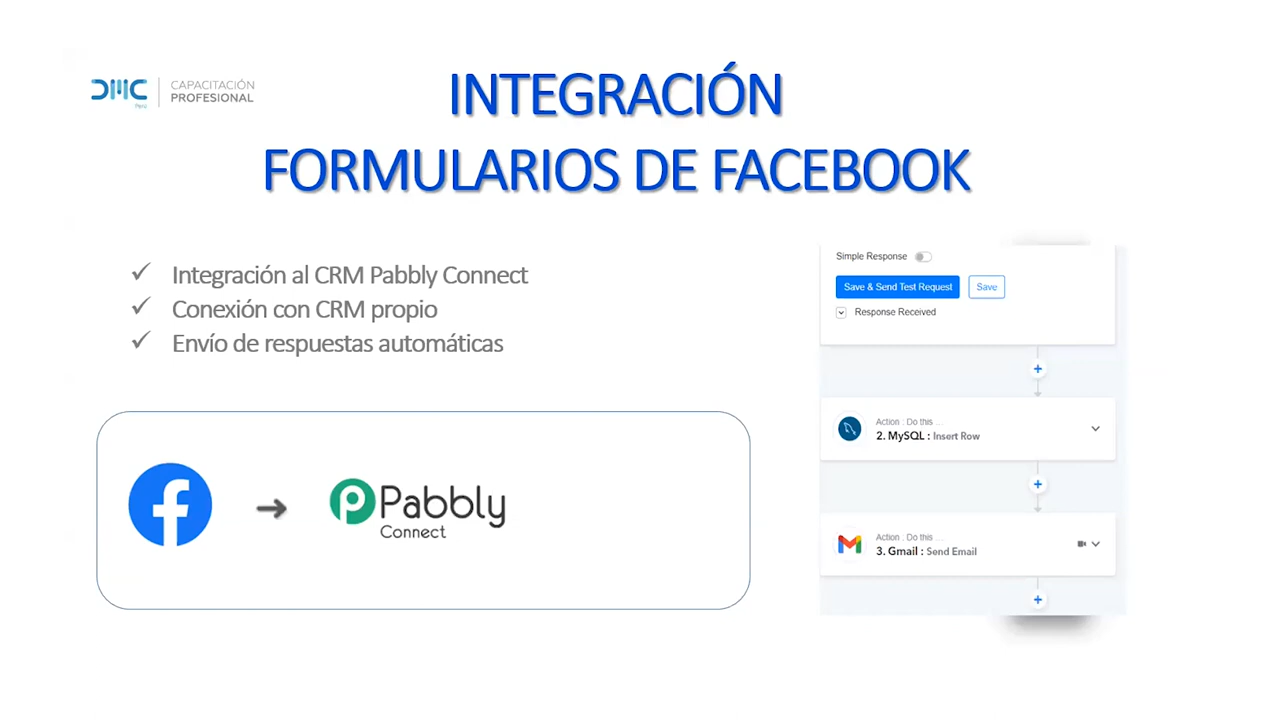 DMC
Perú
CAPACITACIÓN
PROFESIONAL
INTEGRACIÓN
FORMULARIOS DE FACEBOOK
✓ Integración al CRM Pabbly Connect
✓ Conexión con CRM propio
✓ Envío de respuestas automáticas
Pabbly
Connect
Simple Response
Save & Send Test Request
Save
Response Received
Action : Do this ...
2. MySQL : Insert Row
Action : Do this ...
3. Gmail : Send Email